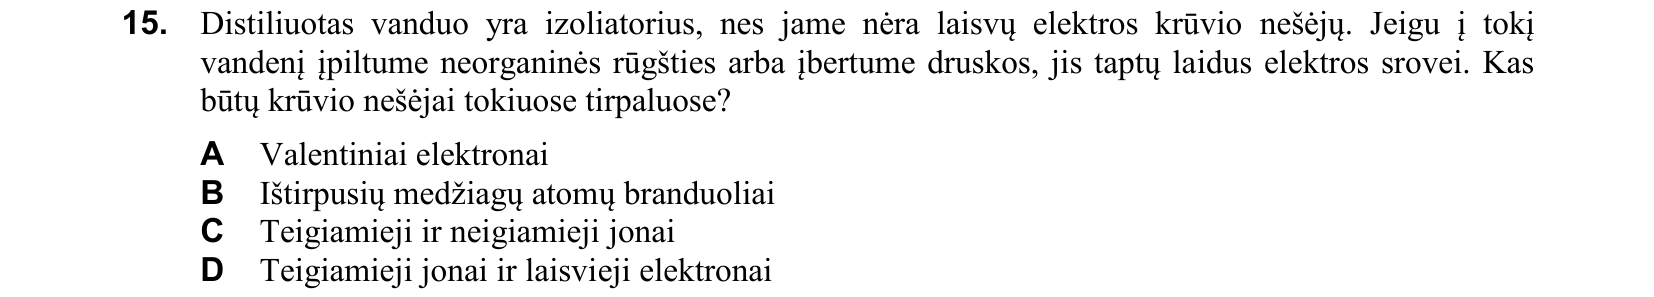 15. Distiliuotas vanduo yra izoliatorius, nes jame nėra laisvų elektros krūvio nešėjų. Jeigu į tokį
vandenį įpiltume neorganinės rūgšties arba įbertume druskos, jis taptų laidus elektros srovei. Kas
būtų krūvio nešėjai tokiuose tirpaluose?
A Valentiniai elektronai
B Ištirpusių medžiagų atomų branduoliai
C Teigiamieji ir neigiamieji jonai
D Teigiamieji jonai ir laisvieji elektronai